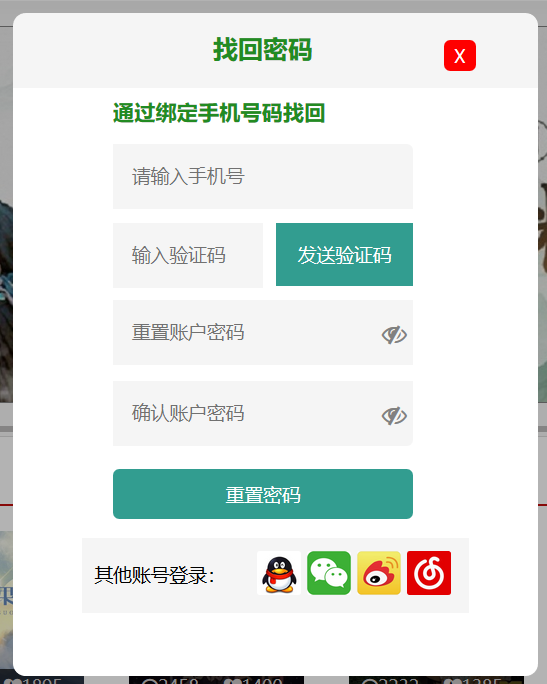 找回密码
X
通过绑定手机号码找回
请输入手机号
输入验证码
发送验证码
重置账户密码
确认账户密码
重置密码
其他账号登录：